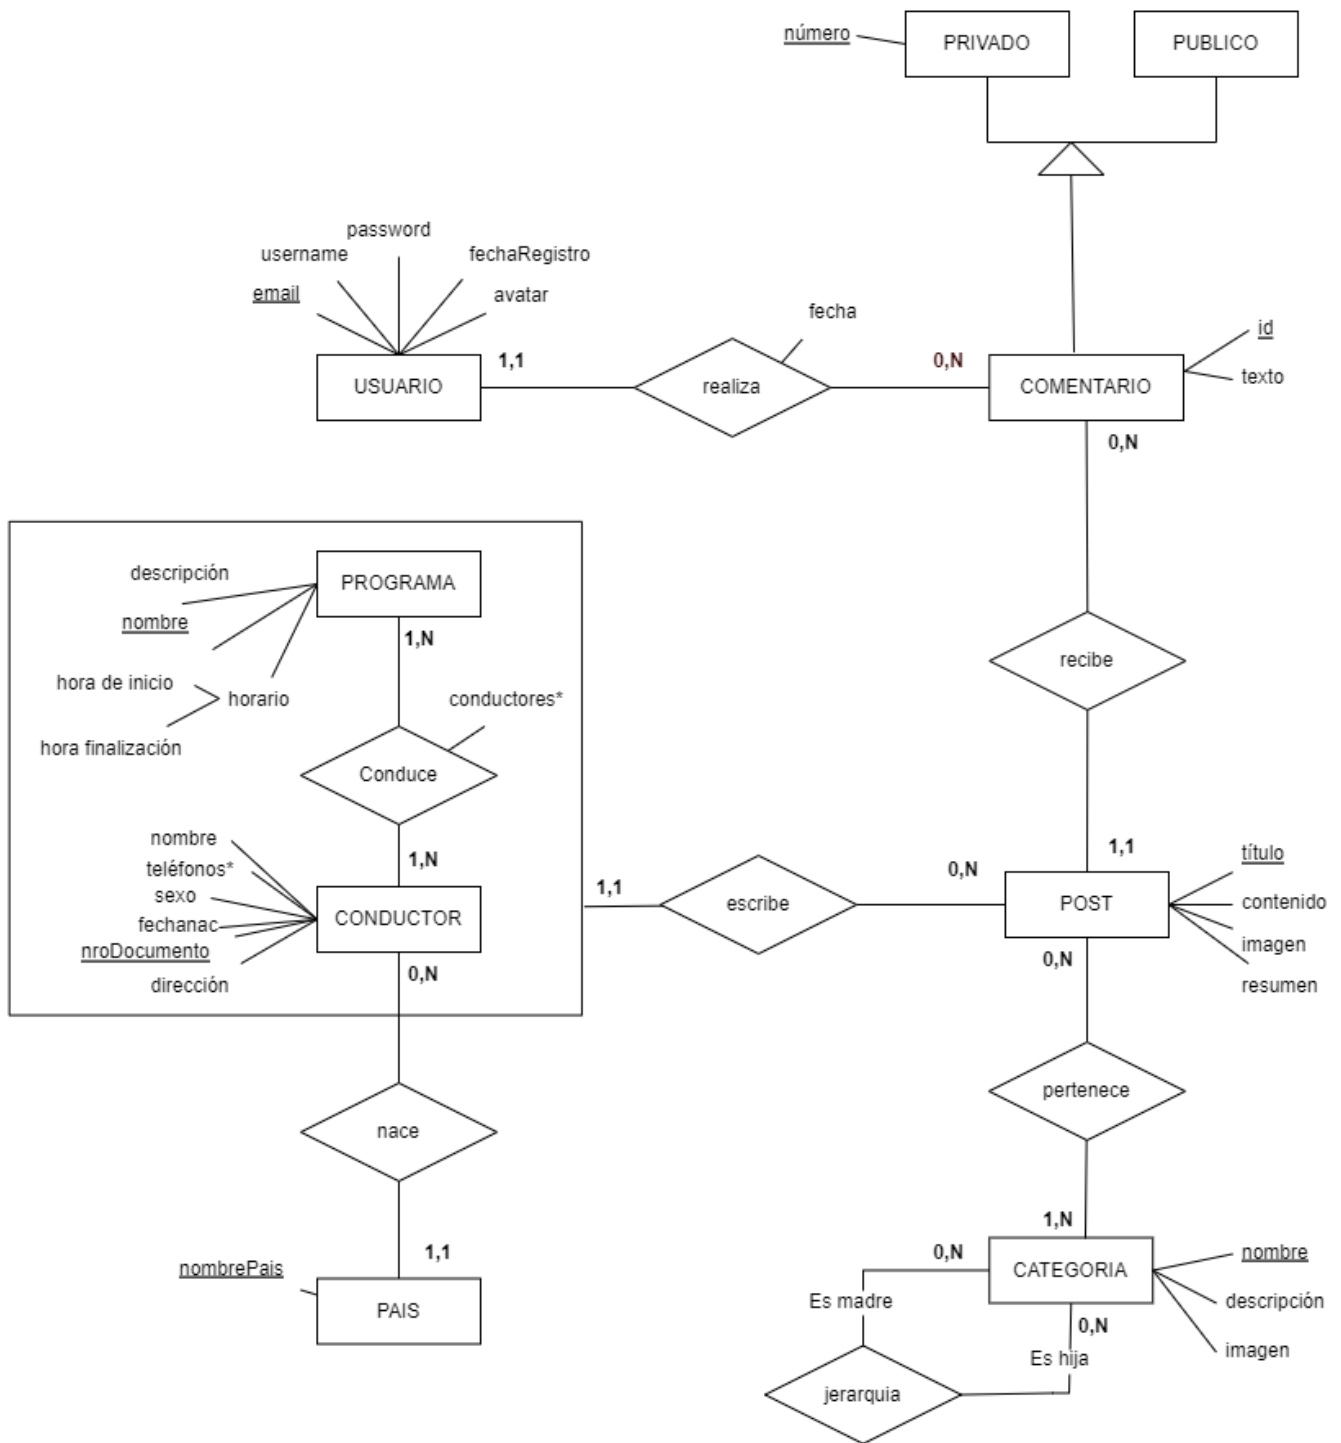 número
PRIVADO
PUBLICO
password
username
fechaRegistro
email
avatar
fecha
1,1
0,N
id
USUARIO
realiza
COMENTARIO
texto
0,N
descripción
PROGRAMA
nombre
1,N
recibe
hora de inicio
horario
conductores*
hora finalización
Conduce
nombre
1,N
1,1
título
teléfonos*
0,N
sexo
1,1
escribe
POST
contenido
fechanac
CONDUCTOR
nroDocumento
imagen
0,N
0,N
dirección
resumen
pertenece
nace
1,N
1,1
0,N
nombre
nombrePais
CATEGORIA
Es madre
descripción
PAIS
0,N
Es hija
imagen
jerarquia